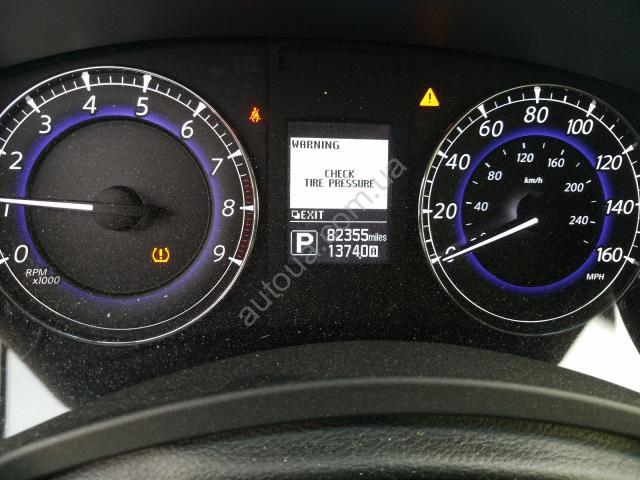 0 1 2 3 4 5 6 7 8 9
RPM
x1000
WARNING
CHECK
TIRE PRESSURE
EXIT
P
82355miles
1374.0 A
0 20 40 60 80 100 120 140 160
40 80 120 160 200 240
km/h
MPH
autoua.com.ua